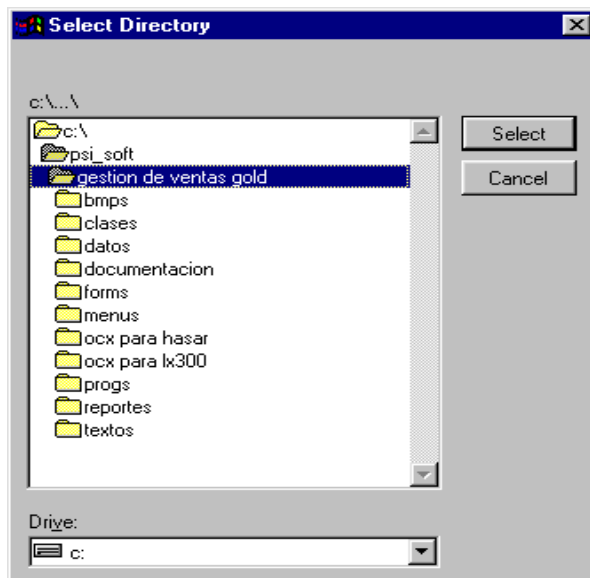 Select Directory
c:\...\
c:\
psi_soft
gestion de ventas gold
bmps
clases
datos
documentacion
forms
menus
ocx para hasar
ocx para lx300
progs
reportes
textos
Select
Cancel
Drive:
c: